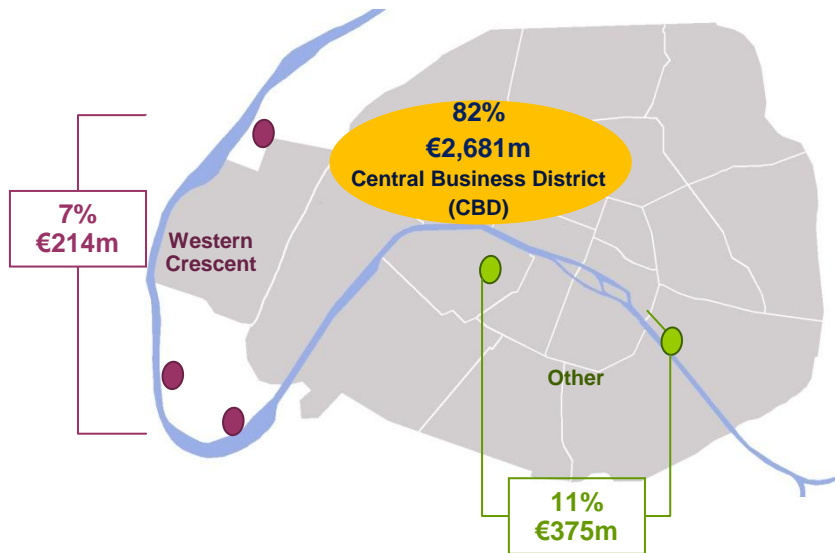 82%
€2,681m
Central Business District
(CBD)
7%
€214m
Western
Crescent
Other
11%
€375m